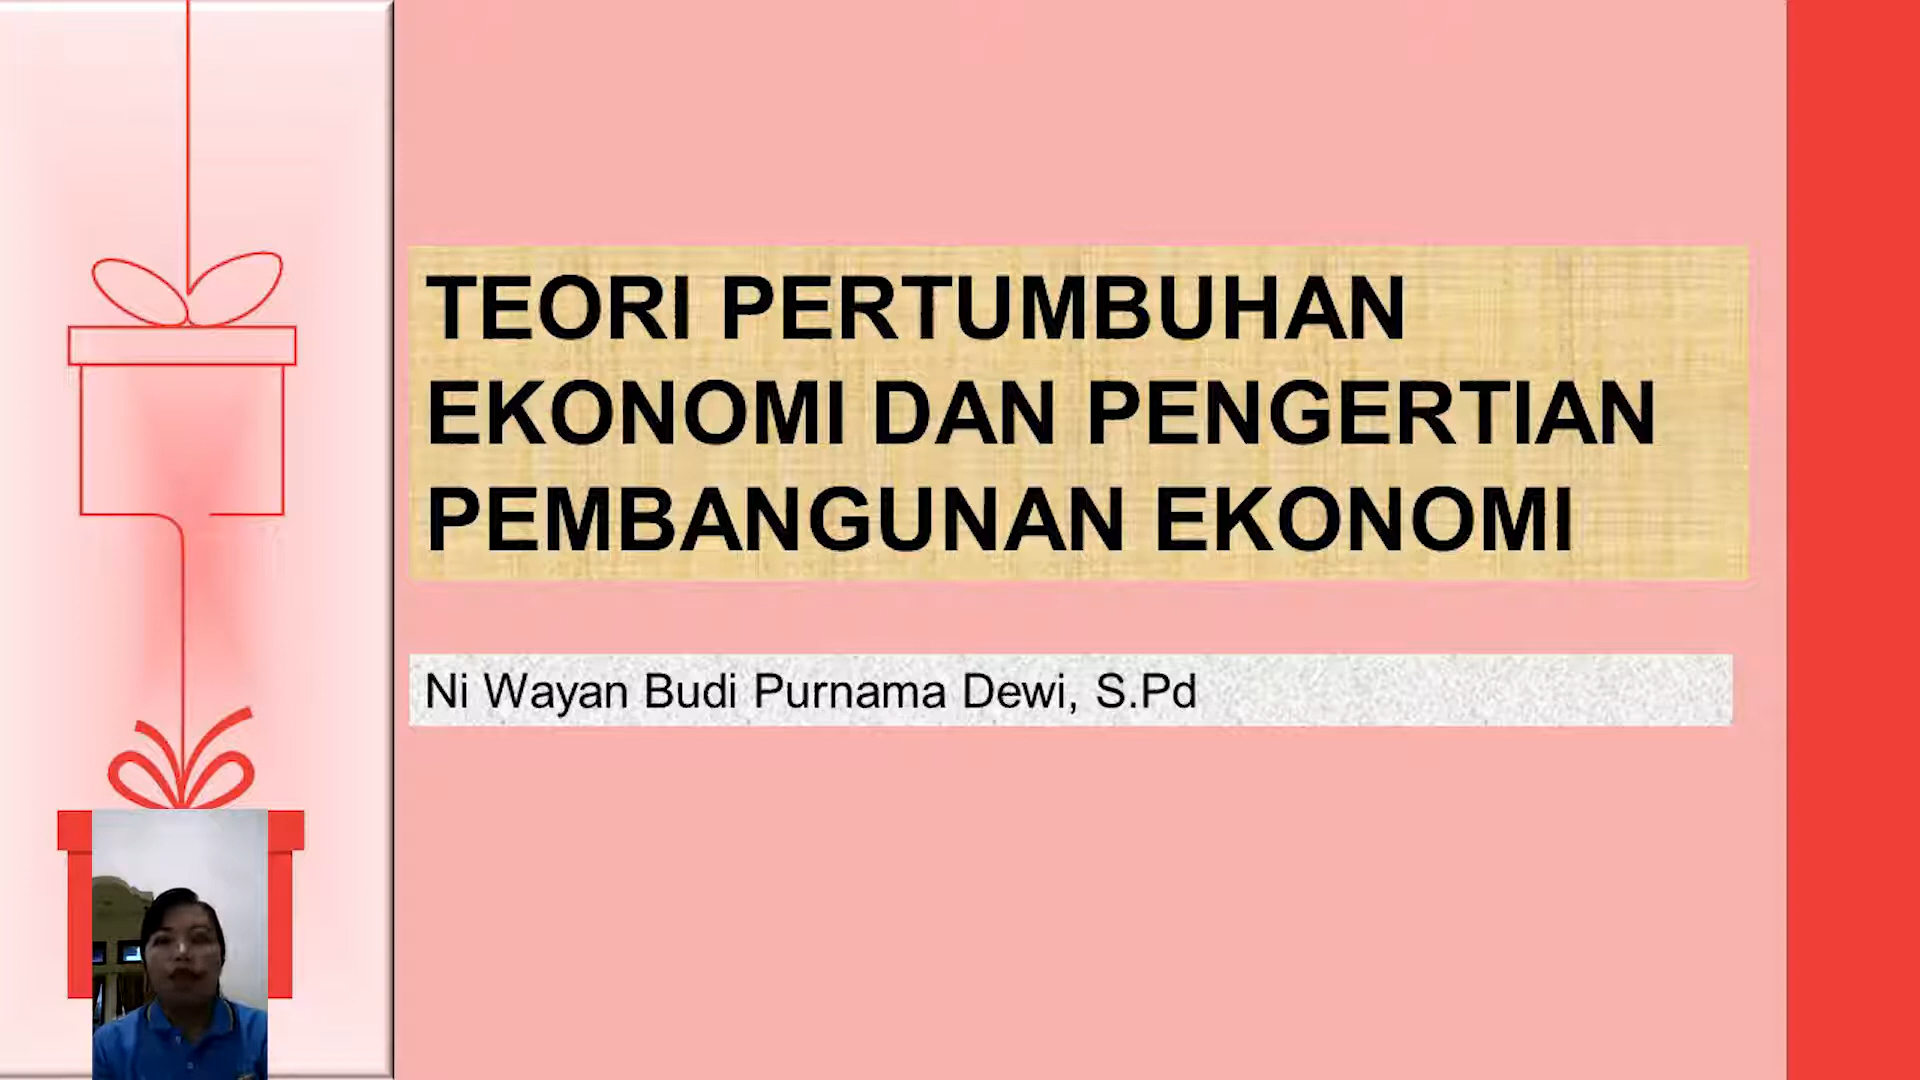 TEORI PERTUMBUHAN
EKONOMI DAN PENGERTIAN
PEMBANGUNAN EKONOMI
Ni Wayan Budi Purnama Dewi, S.Pd